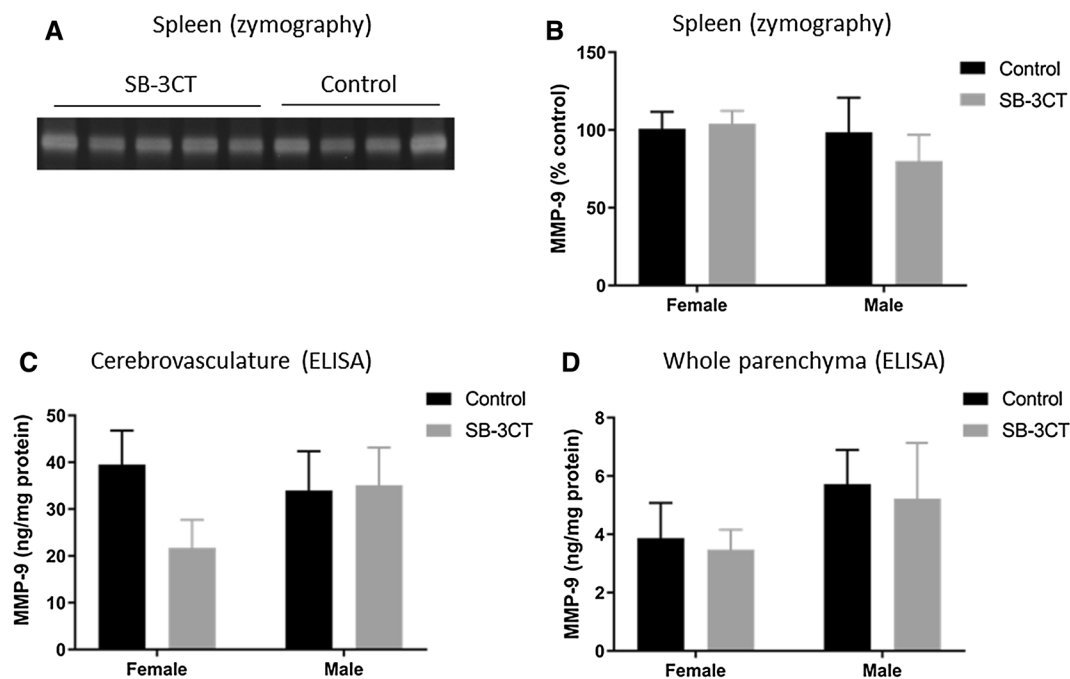 A
Spleen (zymography)
SB-3CT
Control
B
Spleen (zymography)
MMP-9 (% control)
150
100
50
0
Female
Male
Control
SB-3CT
C
Cerebrovasculature (ELISA)
MMP-9 (ng/mg protein)
50
40
30
20
10
0
Female
Male
Control
SB-3CT
D
Whole parenchyma (ELISA)
MMP-9 (ng/mg protein)
8
6
4
2
0
Female
Male
Control
SB-3CT